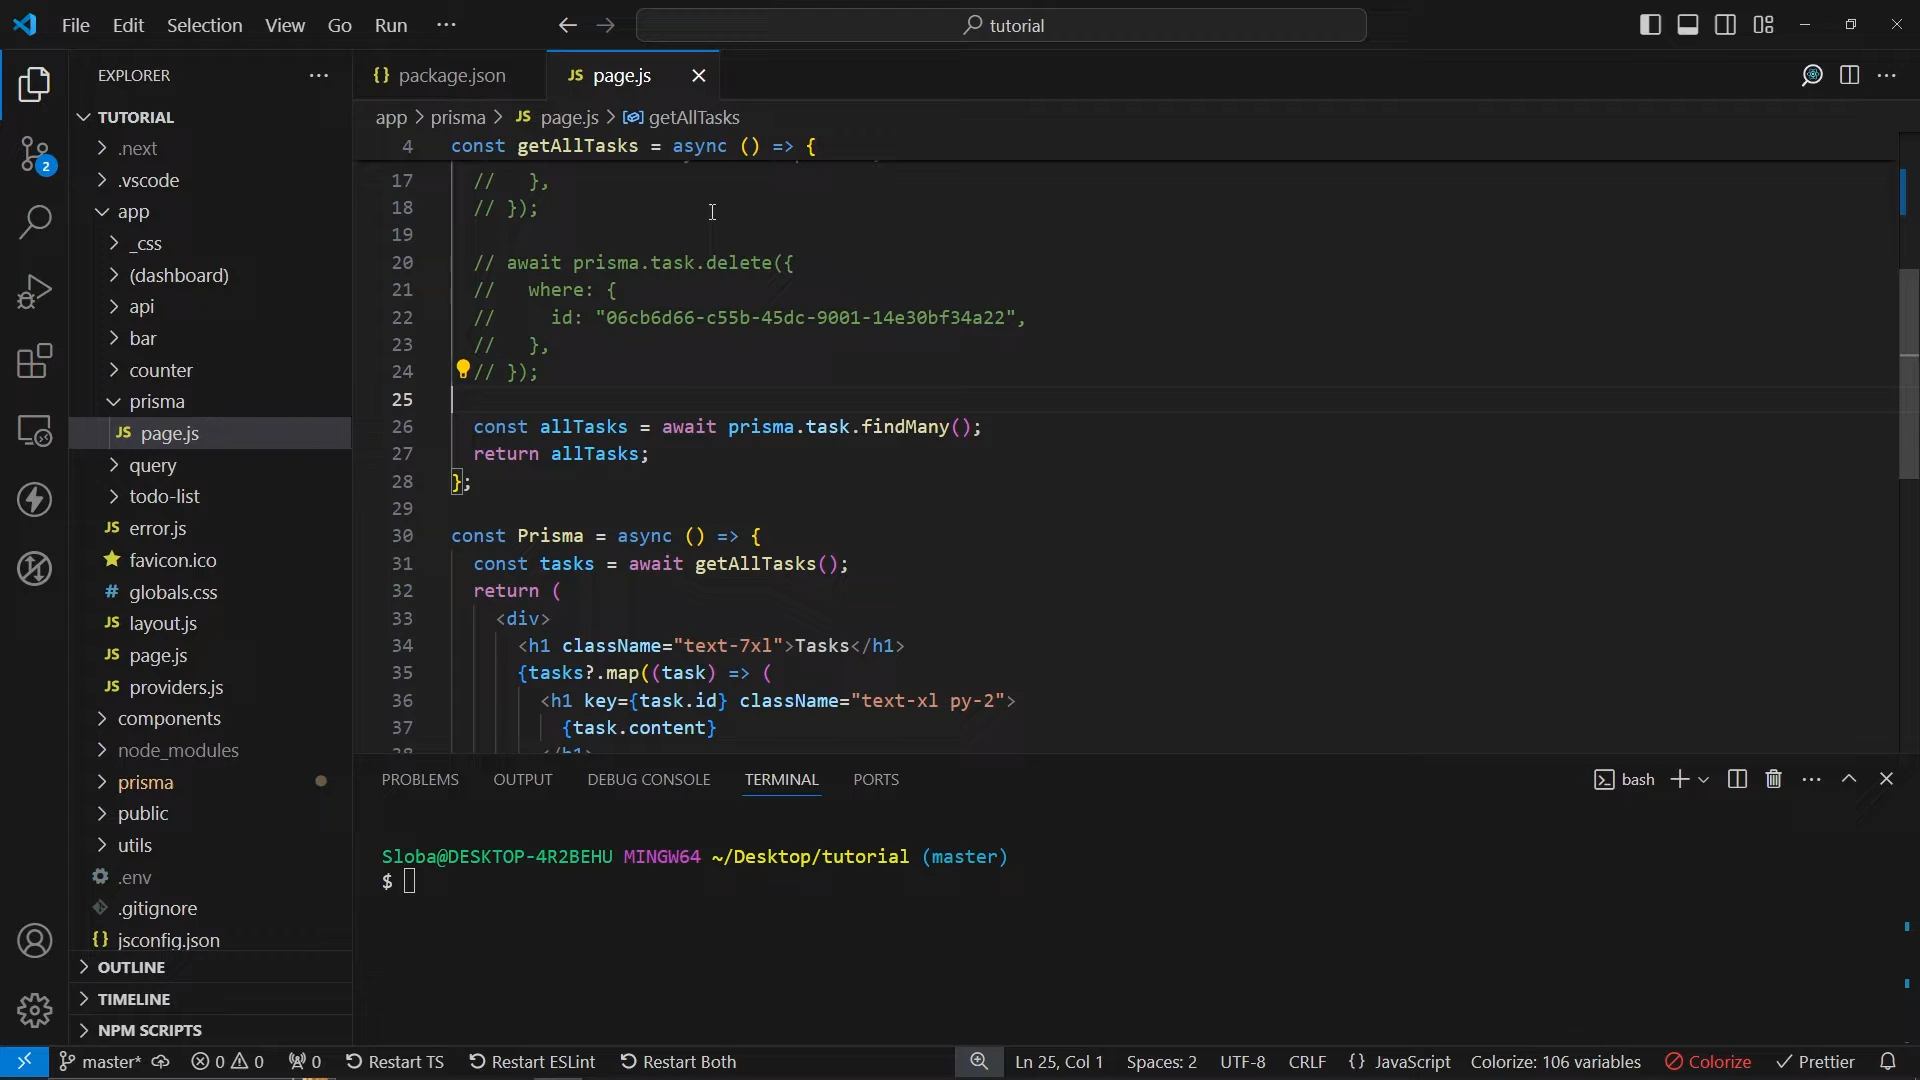 File Edit Selection View Go Run ···
tutorial
EXPLORER
TUTORIAL
.next
.vscode
app
_css
(dashboard)
api
bar
counter
prisma
JS page.js
query
todo-list
JS error.js
favicon.ico
# globals.css
JS layout.js
JS page.js
JS providers.js
components
node_modules
prisma
public
utils
.env
.gitignore
{} jsconfig.json
OUTLINE
TIMELINE
NPM SCRIPTS
2
{} package.json
JS page.js
app > prisma > JS page.js > getAllTasks
4 const getAllTasks = async () => {
17 // },
18 // });
19
20 // await prisma.task.delete({
21 // where: {
22 // id: "06cb6d66-c55b-45dc-9001-14e30bf34a22",
23 // },
24 // });
25
26 const allTasks = await prisma.task.findMany();
27 return allTasks;
28 };
29
30 const Prisma = async () => {
31 const tasks = await getAllTasks();
32 return (
33 <div>
34 <h1 className="text-7xl">Tasks</h1>
35 {tasks?.map((task) => (
36 <h1 key={task.id} className="text-xl py-2">
37 {task.content}
38 </h1>
PROBLEMS OUTPUT DEBUG CONSOLE TERMINAL PORTS
bash
Sloba@DESKTOP-4R2BEHU MINGW64 ~/Desktop/tutorial (master)
$
master* 0 0 0 Restart TS Restart ESLint Restart Both
Ln 25, Col 1 Spaces: 2 UTF-8 CRLF {} JavaScript Colorize: 106 variables Colorize Prettier